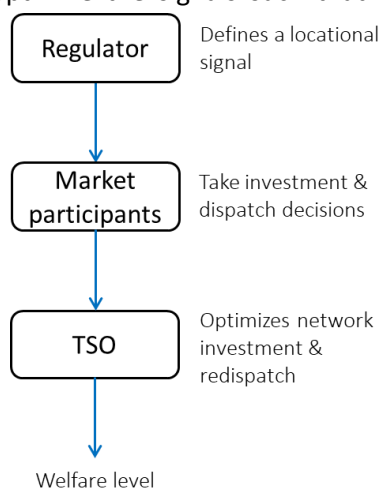 Regulator
Defines a locational
signal
Market
participants
Take investment &
dispatch decisions
TSO
Optimizes network
investment &
redispatch
Welfare level